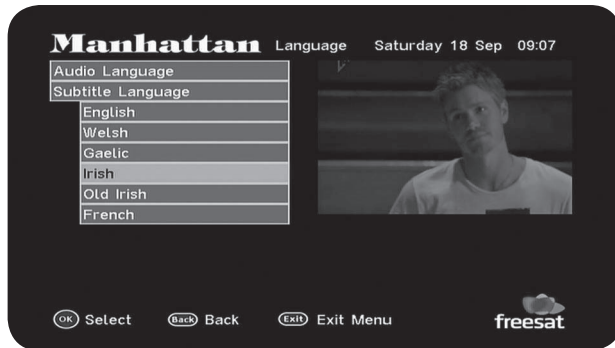 Manhattan Language Saturday 18 Sep 09:07
Audio Language
Subtitle Language
English
Welsh
Gaelic
Irish
Old Irish
French
OK Select Back Back Exit Exit Menu
freesat